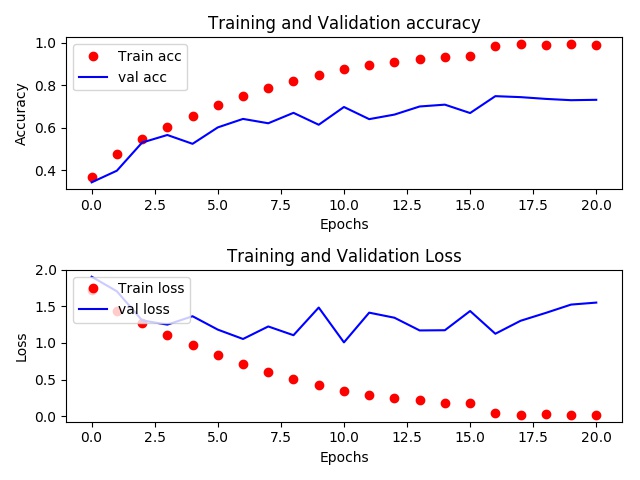 Training and Validation accuracy
1.0
0.8
0.6
0.4
Accuracy
Train acc
val acc
0.0 2.5 5.0 7.5 10.0 12.5 15.0 17.5 20.0
Epochs
Training and Validation Loss
2.0
1.5
1.0
0.5
0.0
Loss
Train loss
val loss
0.0 2.5 5.0 7.5 10.0 12.5 15.0 17.5 20.0
Epochs